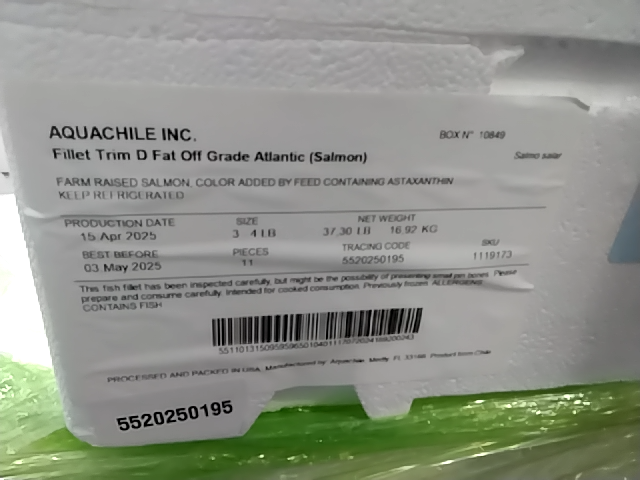 AQUACHILE INC.
BOX N° 10849
Fillet Trim D Fat Off Grade Atlantic (Salmon)
Salmo salar
FARM RAISED SALMON, COLOR ADDED BY FEED CONTAINING ASTAXANTHIN
KEEP REFRIGERATED
PRODUCTION DATE SIZE NET WEIGHT
15 Apr 2025 3 4 LB 37.30 LB 16.92 KG
BEST BEFORE PIECES TRACING CODE SKU
03 May 2025 11 5520250195 1119173
This fish fillet has been inspected carefully, but might be the possibility of presenting small pin bones. Please
prepare and consume carefully. Intended for cooked consumption. Previously frozen. ALLERGENS:
CONTAINS FISH
PROCESSED AND PACKED IN USA, Manufactured by Aquachile. FL Product from Chile
5520250195